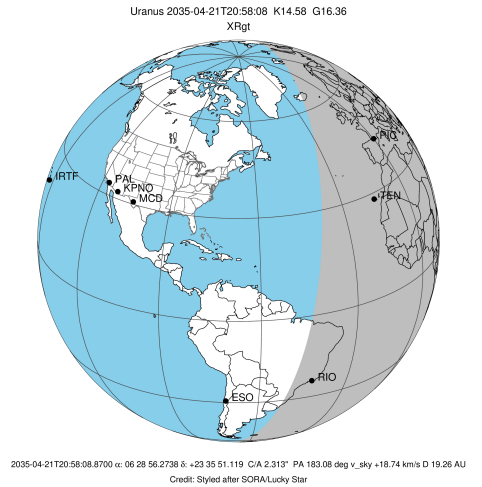 Uranus 2035-04-21T20:58:08 K14.58 G16.36
XRgt
PIC
IRTF
PAL
KPNO
MCD
TEN
RIO
ESO
2035-04-21T20:58:08.8700 α: 06 28 56.2738 δ: +23 35 51.119 C/A 2.313" PA 183.08 deg v_sky +18.74 km/s D 19.26 AU
Credit: Styled after SORA/Lucky Star